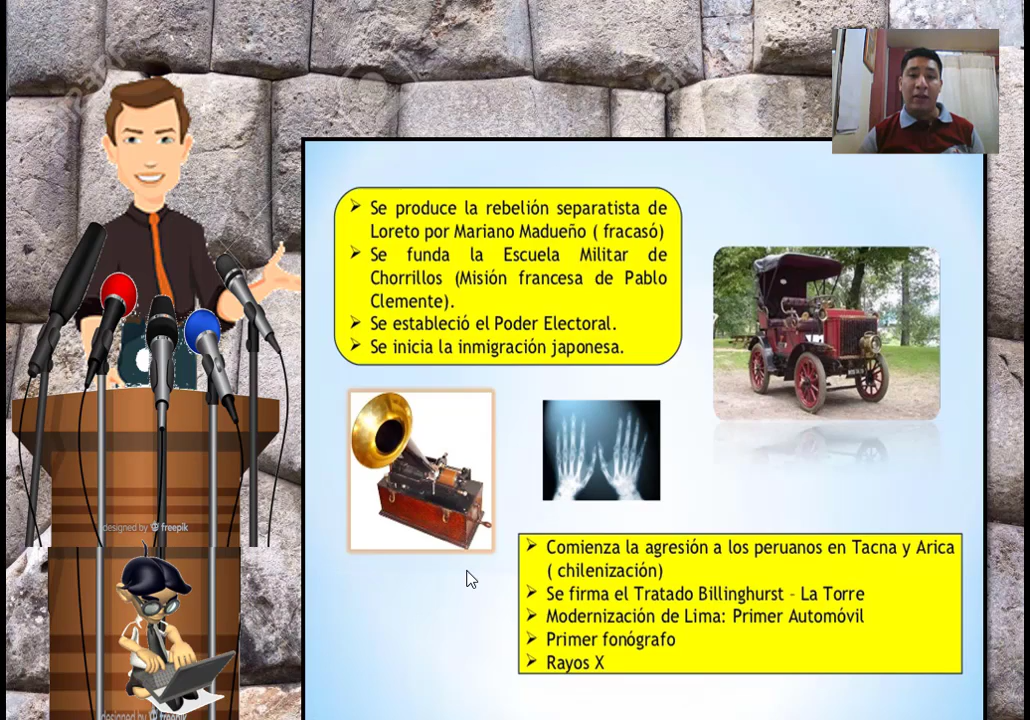 Se produce la rebelión separatista de
Loreto por Mariano Madueño ( fracasó)
Se funda la Escuela Militar de
Chorrillos (Misión francesa de Pablo
Clemente).
Se estableció el Poder Electoral.
Se inicia la inmigración japonesa.
Comienza la agresión a los peruanos en Tacna y Arica
( chilenización)
Se firma el Tratado Billinghurst - La Torre
Modernización de Lima: Primer Automóvil
Primer fonógrafo
Rayos X
designed by freepik
designed by freepik